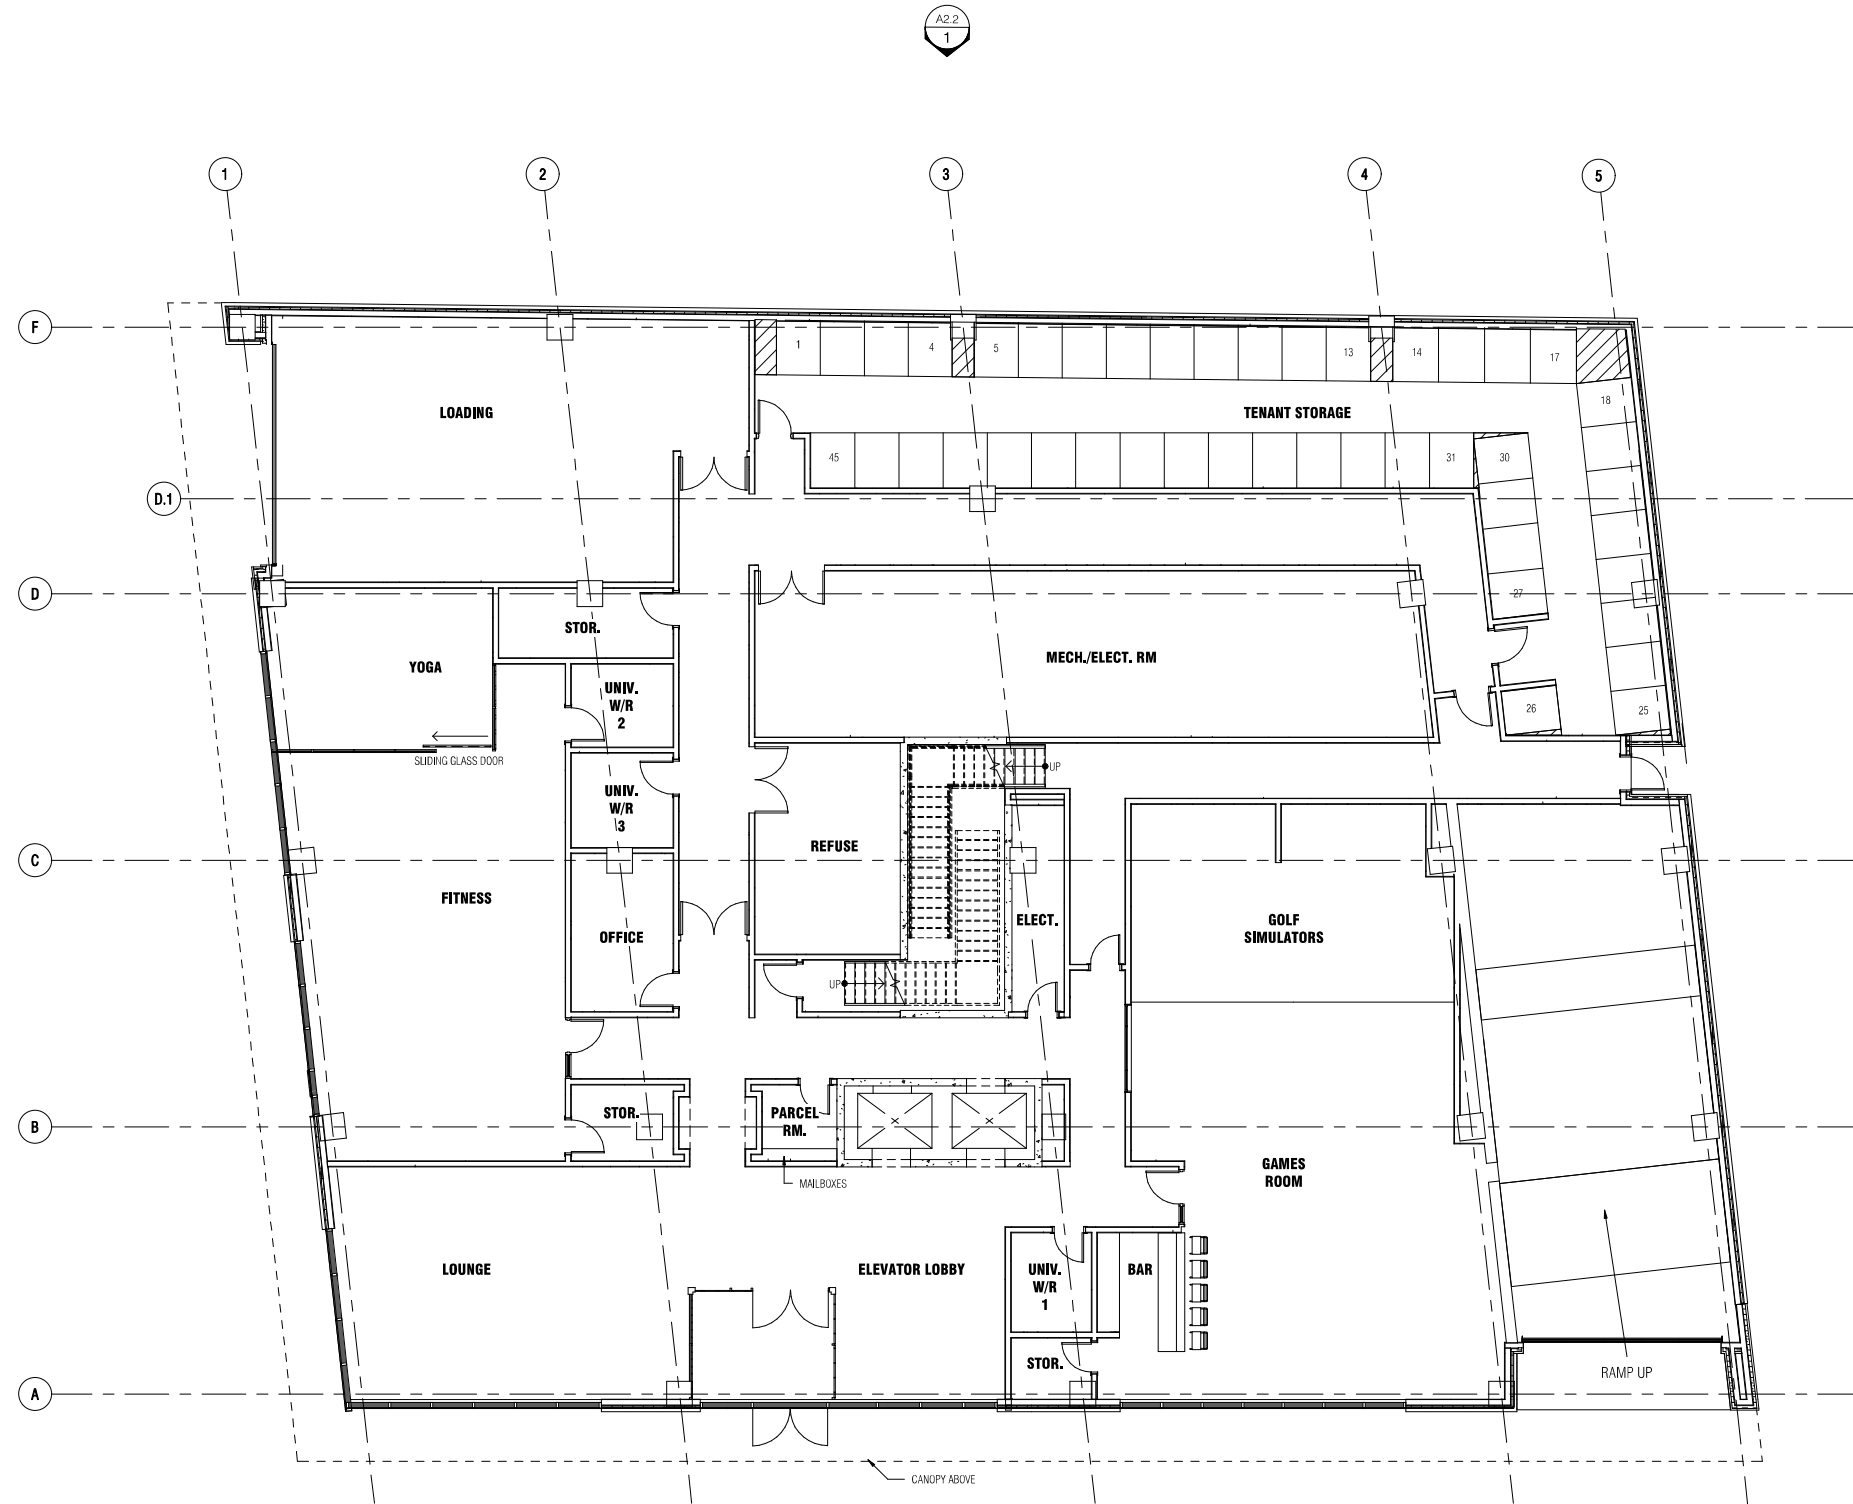 A2.2
1
1
2
3
4
5
F
1
4
5
13
14
17
18
LOADING
TENANT STORAGE
45
31
30
D.1
D
27
STOR.
YOGA
MECH./ELECT. RM
UNIV.
W/R
2
26
25
SLIDING GLASS DOOR
UP
UNIV.
W/R
3
REFUSE
C
FITNESS
OFFICE
ELECT.
GOLF
SIMULATORS
UP
B
STOR.
PARCEL
RM.
MAILBOXES
GAMES
ROOM
LOUNGE
ELEVATOR LOBBY
UNIV.
W/R
1
BAR
STOR.
RAMP UP
A
CANOPY ABOVE